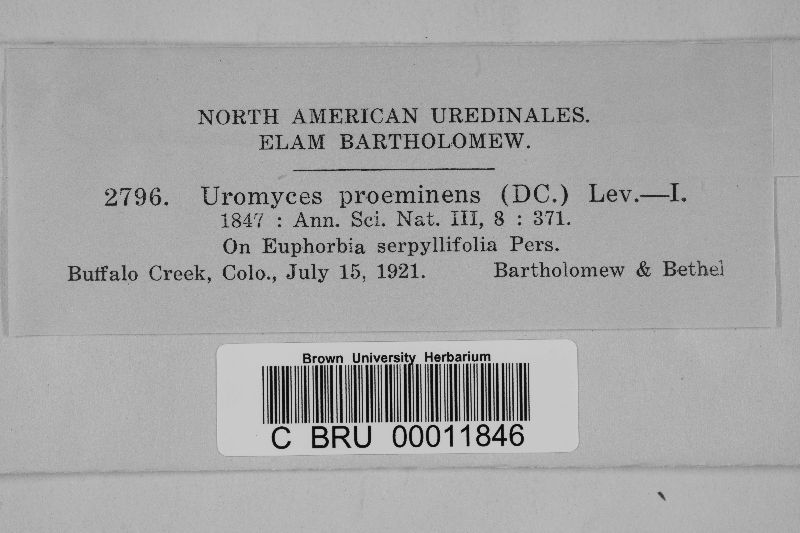 NORTH AMERICAN UREDINALES.
ELAM BARTHOLOMEW.
2796. Uromyces proeminens (DC.) Lev.—I.
1847 : Ann. Sci. Nat. III, 8 : 371.
On Euphorbia serpyllifolia Pers.
Buffalo Creek, Colo., July 15, 1921. Bartholomew & Bethel
Brown University Herbarium
C BRU 00011846